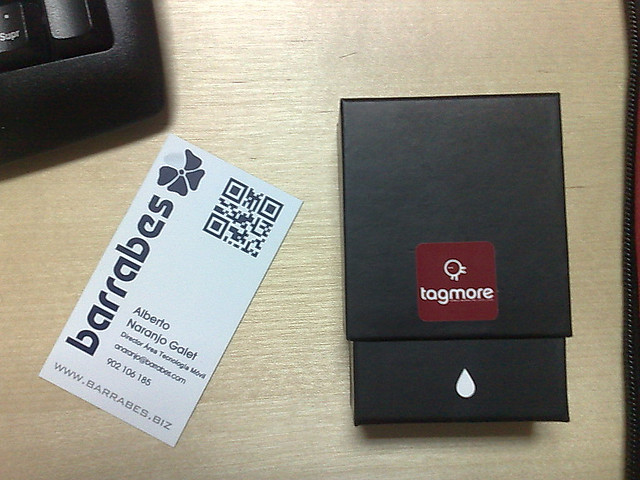 Supr
barrabes
Alberto
Naranjo Galet
Director Área Tecnología Móvil
anaranjo@barrabes.com
902 106 185
WWW.BARRABES.BIZ
tagmore